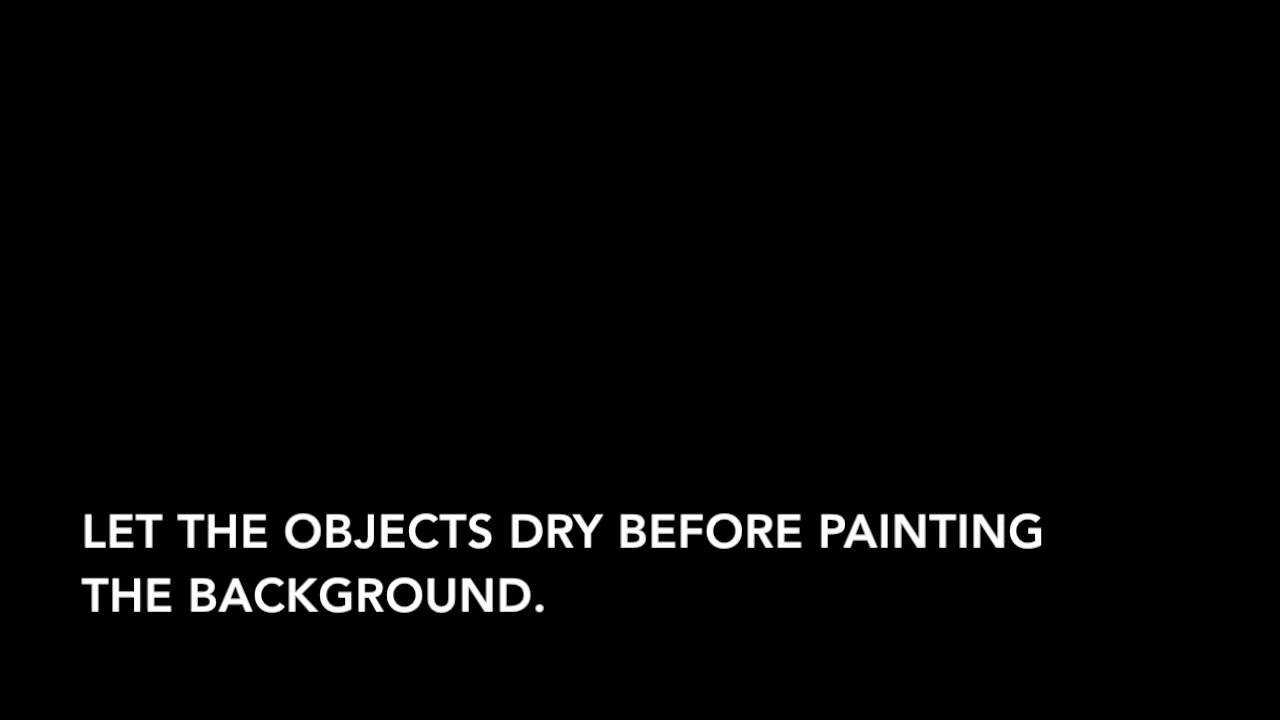 LET THE OBJECTS DRY BEFORE PAINTING
THE BACKGROUND.